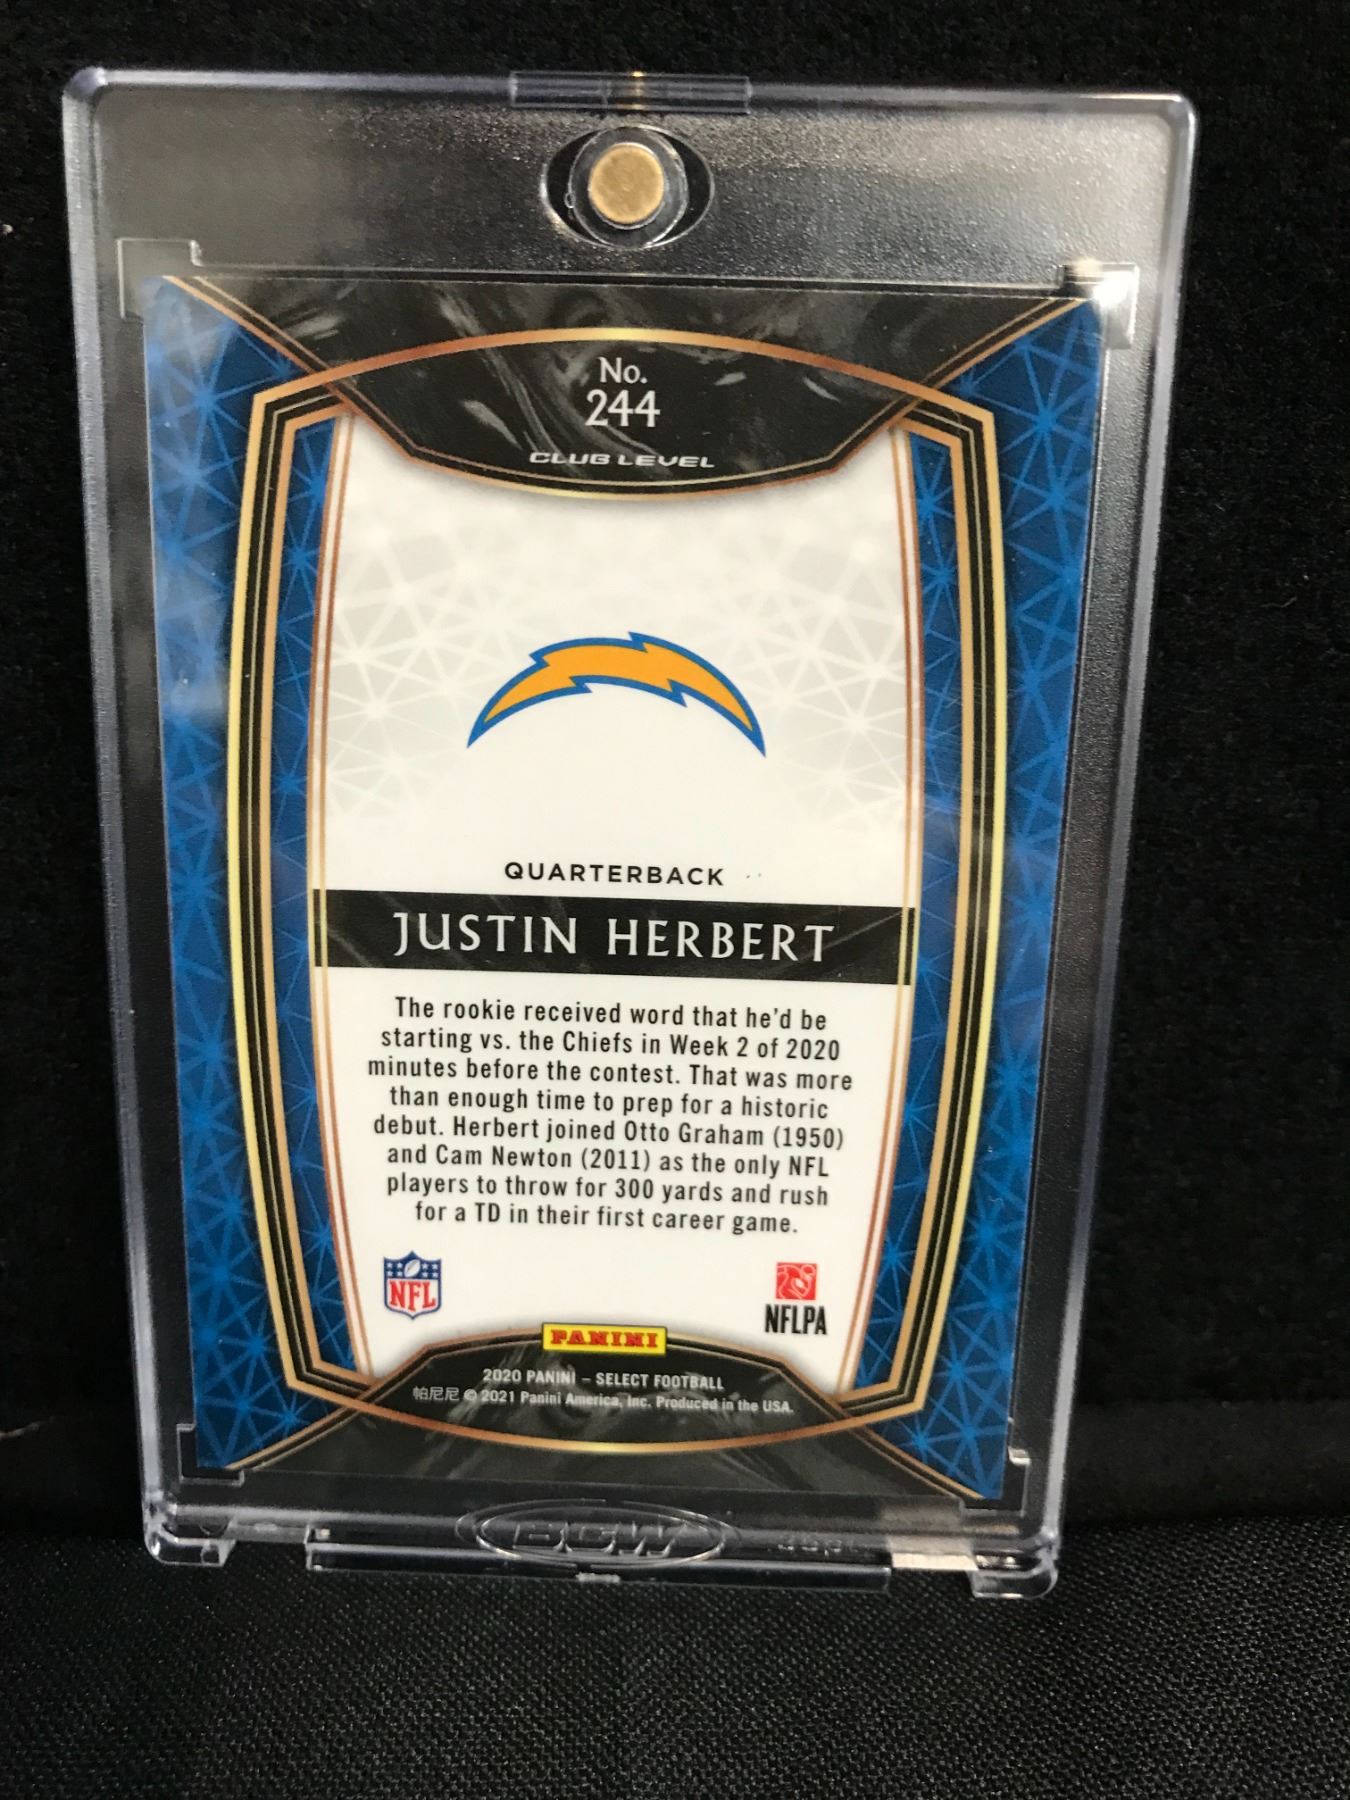 No.
244
CLUB LEVEL
QUARTERBACK
JUSTIN HERBERT
The rookie received word that he'd be
starting vs. the Chiefs in Week 2 of 2020
minutes before the contest. That was more
than enough time to prep for a historic
debut. Herbert joined Otto Graham (1950)
and Cam Newton (2011) as the only NFL
players to throw for 300 yards and rush
for a TD in their first career game.
NFL
NFLPA
PANINI
2020 PANINI – SELECT FOOTBALL
帕尼尼 © 2021 Panini America, Inc. Produced in the USA.
BCW